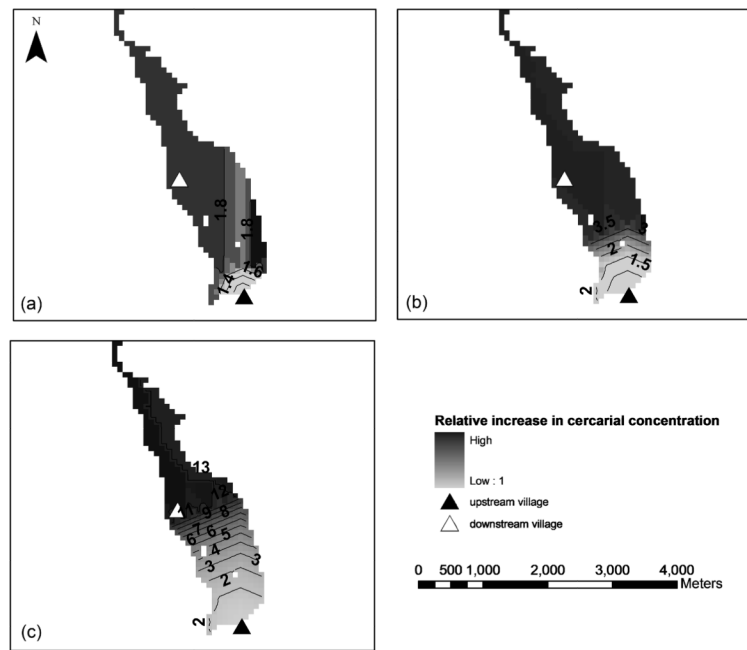 N
1.8
1.8
1.6
1.4
(a)
3.5
3
2
1.5
2
(b)
13
12
11
9
8
7
6
6
5
4
3
3
2
2
(c)
Relative increase in cercarial concentration
High
Low : 1
upstream village
downstream village
0 500 1,000 2,000 3,000 4,000
Meters